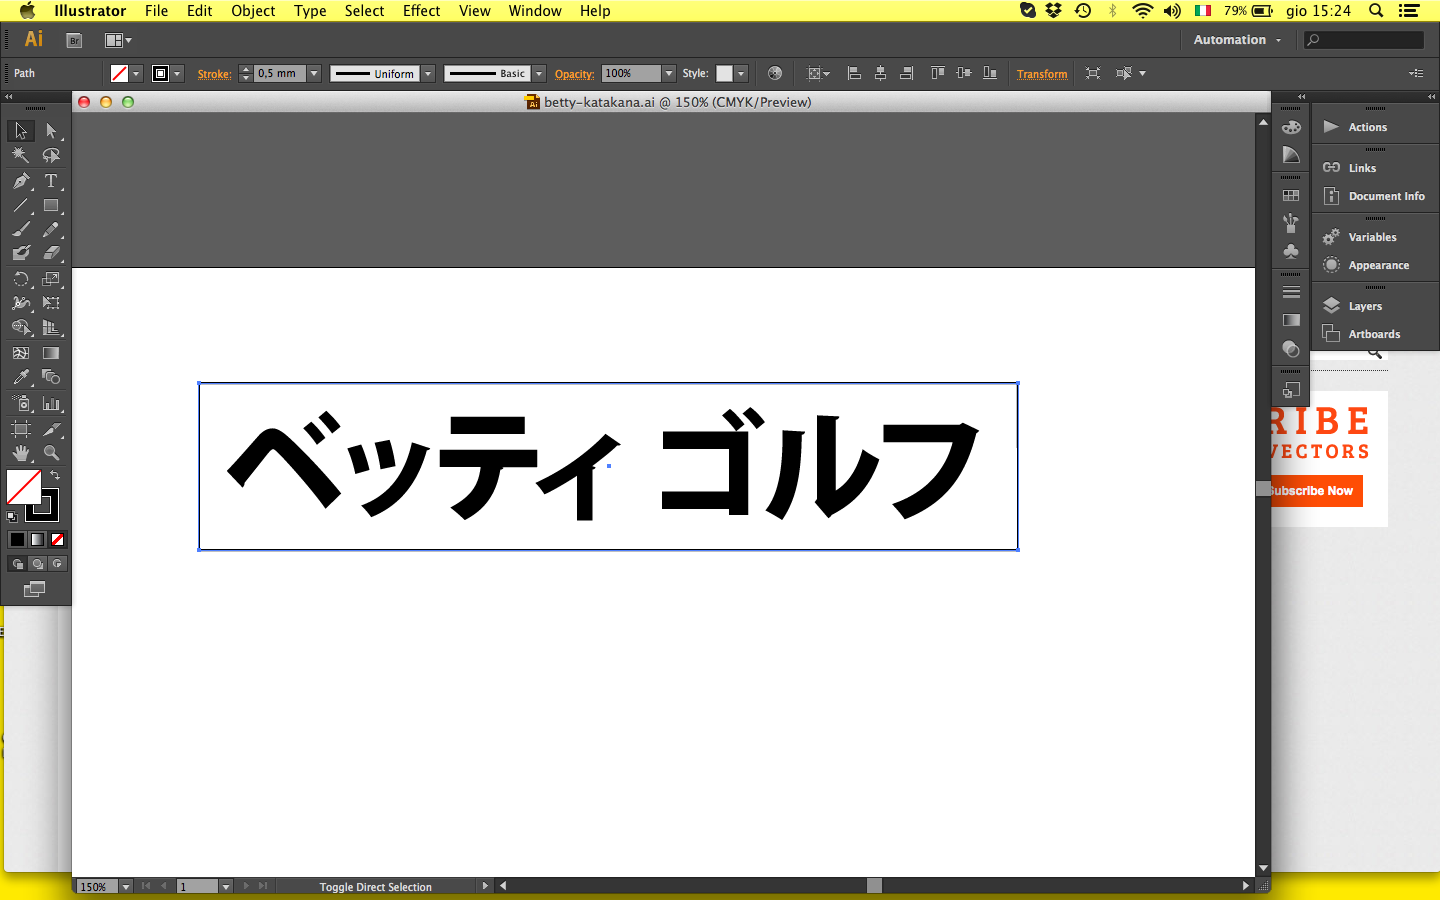 Illustrator File Edit Object Type Select Effect View Window Help 79% gio 15:24
Ai Br Automation
Path Stroke: 0,5 mm Uniform Basic Opacity: 100% Style: Transform
betty-katakana.ai @ 150% (CMYK/Preview)
Actions
Links
Document Info
Variables
Appearance
Layers
Artboards
ベッティ ゴルフ
RIBE
VECTORS
Subscribe Now
150% 1 Toggle Direct Selection